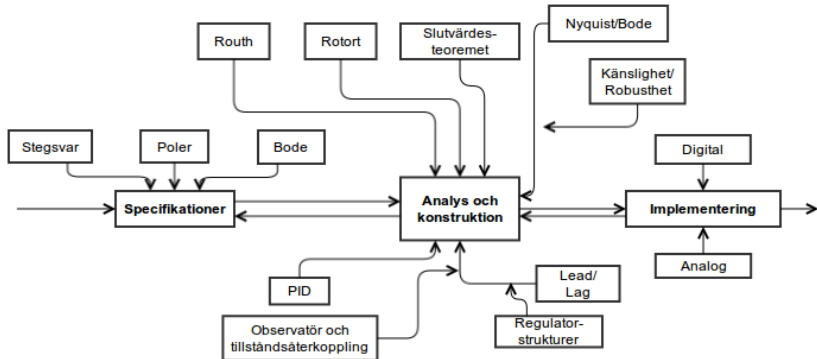 Nyquist/Bode
Routh
Rotort
Slutvärdes-
teoremet
Känslighet/
Robusthet
Stegsvar
Poler
Bode
Digital
Specifikationer
Analys och
konstruktion
Implementering
PID
Lead/
Lag
Analog
Observatör och
tillståndsåterkoppling
Regulator-
strukturer